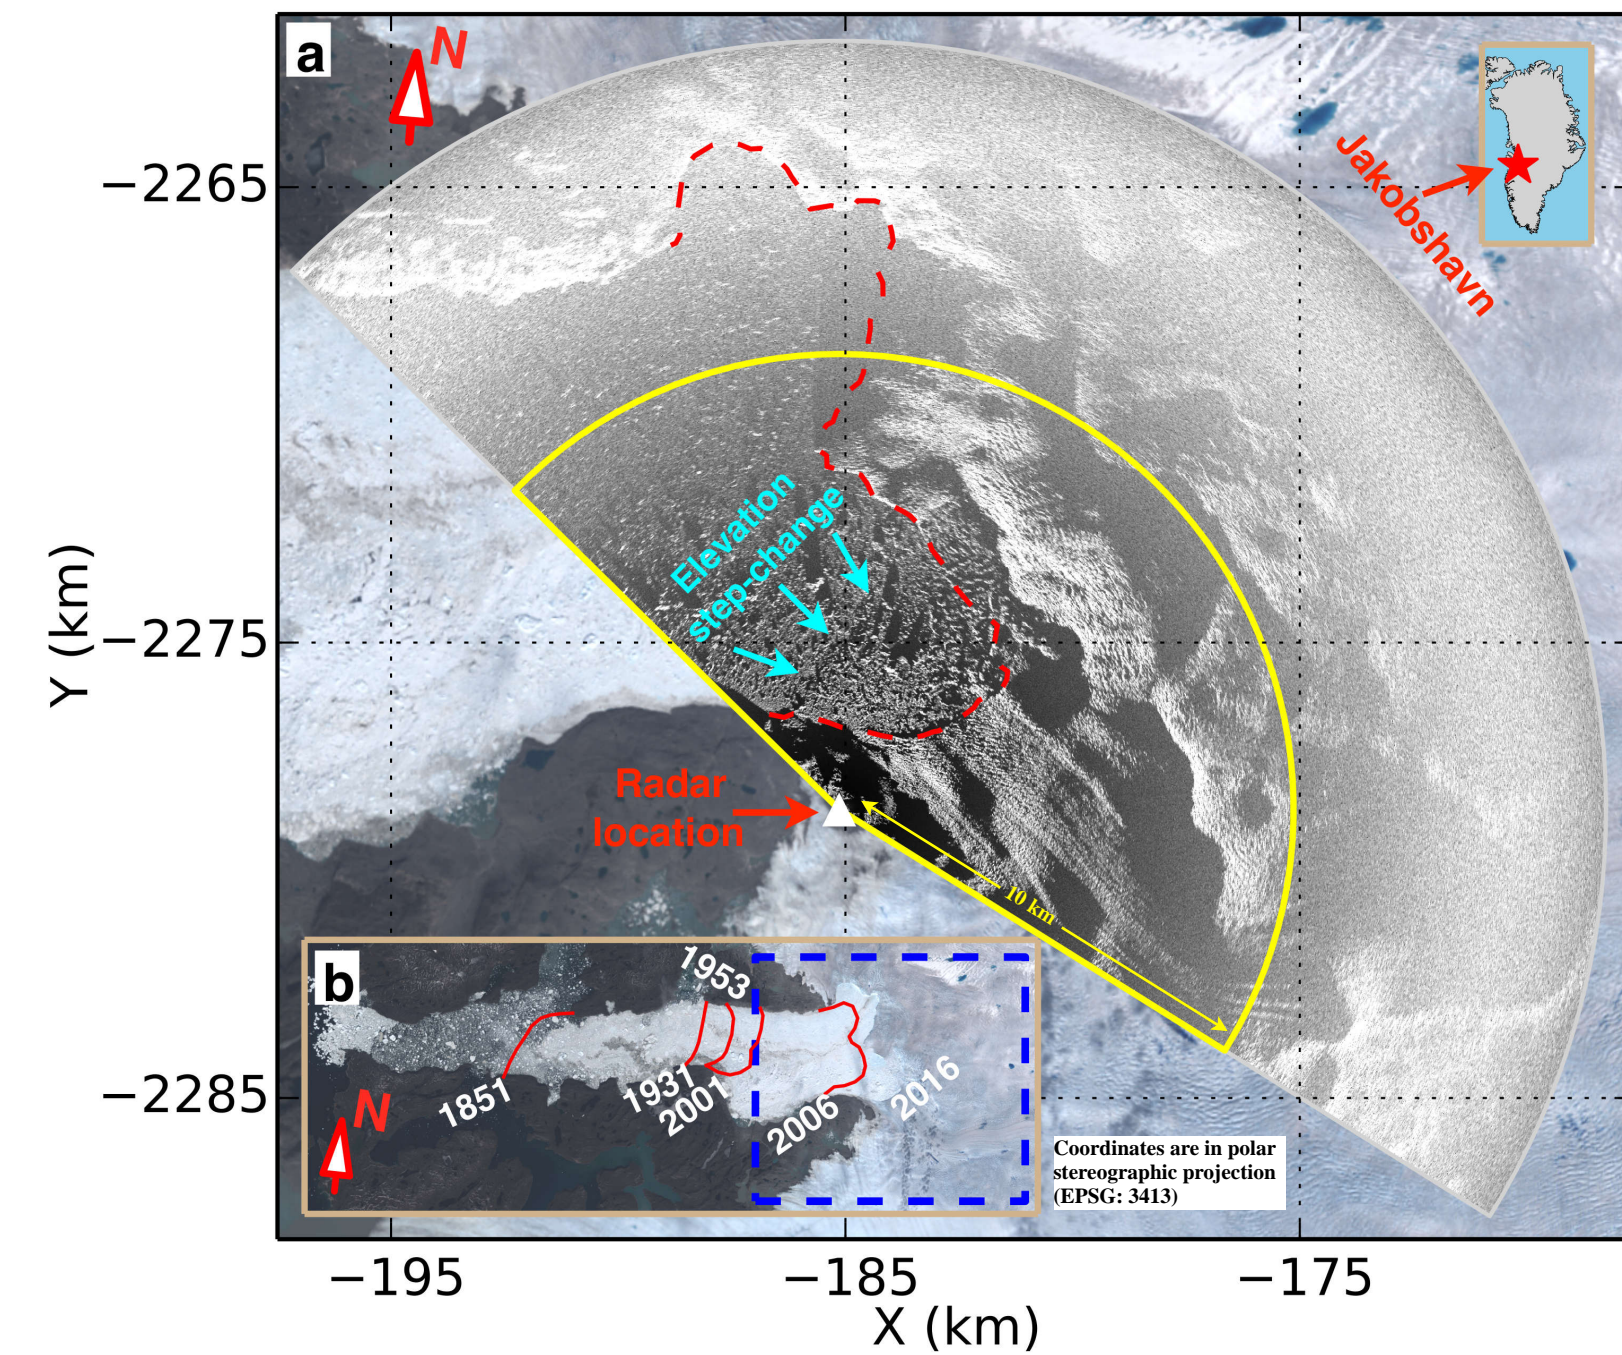 a
N
Jakobshavn
−2265
−2275
−2285
Y (km)
Elevation
step-change
Radar
location
10 km
b
N
1851
1931
1953
2001
2006
2016
Coordinates are in polar
stereographic projection
(EPSG: 3413)
−195
−185
−175
X (km)